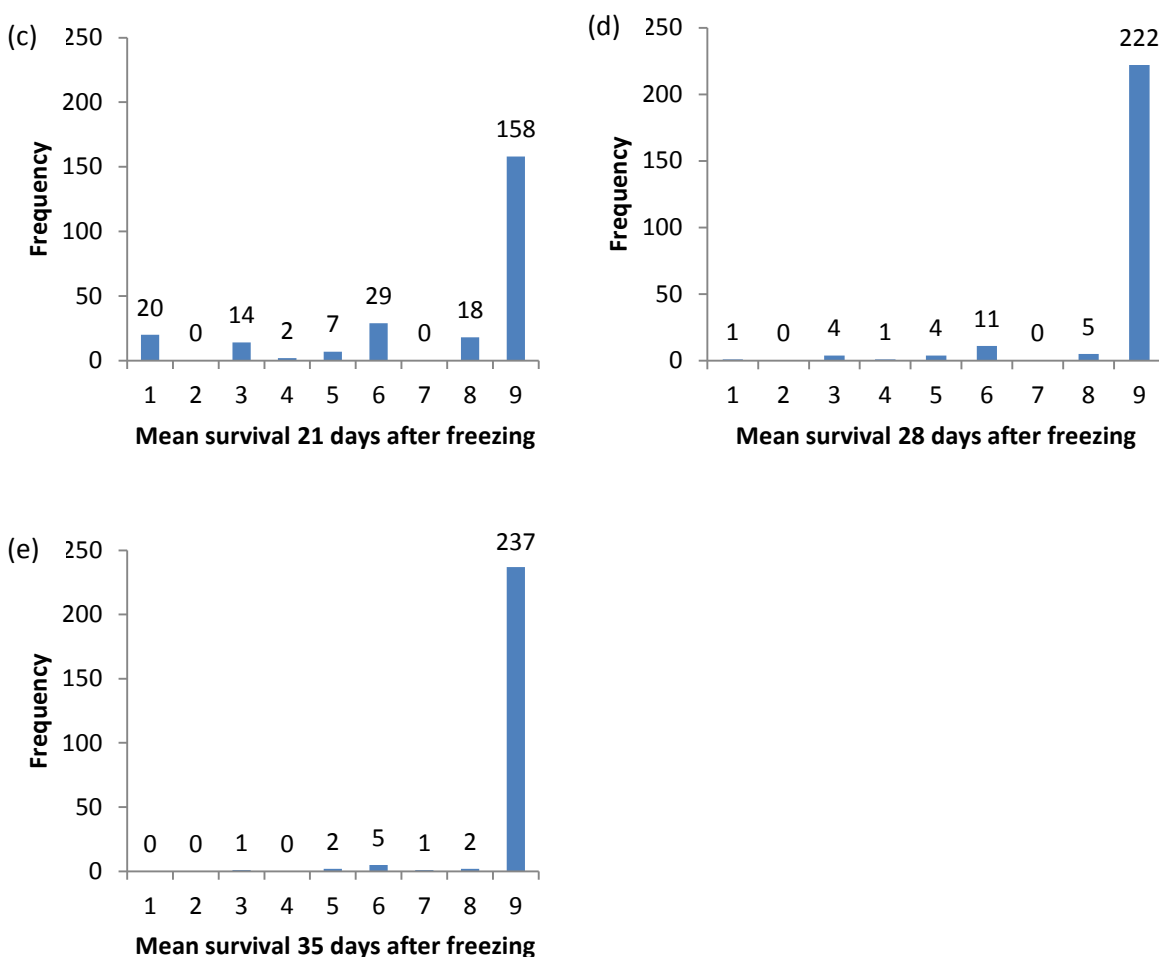 (c)
250
200
150
100
50
0
Frequency
20 0 14 2 7 29 0 18 158
1 2 3 4 5 6 7 8 9
Mean survival 21 days after freezing
(d)
250
200
150
100
50
0
Frequency
1 0 4 1 4 11 0 5 222
1 2 3 4 5 6 7 8 9
Mean survival 28 days after freezing
(e)
250
200
150
100
50
0
Frequency
0 0 1 0 2 5 1 2 237
1 2 3 4 5 6 7 8 9
Mean survival 35 days after freezing